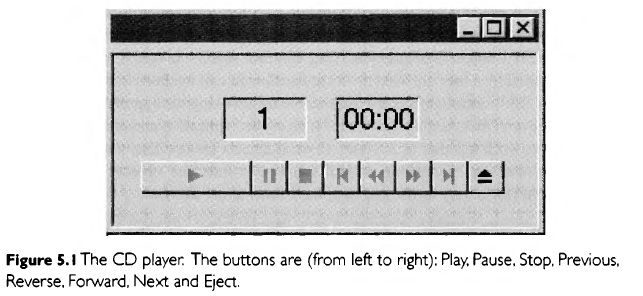 1 00:00
Figure 5.1 The CD player. The buttons are (from left to right): Play, Pause, Stop, Previous,
Reverse, Forward, Next and Eject.